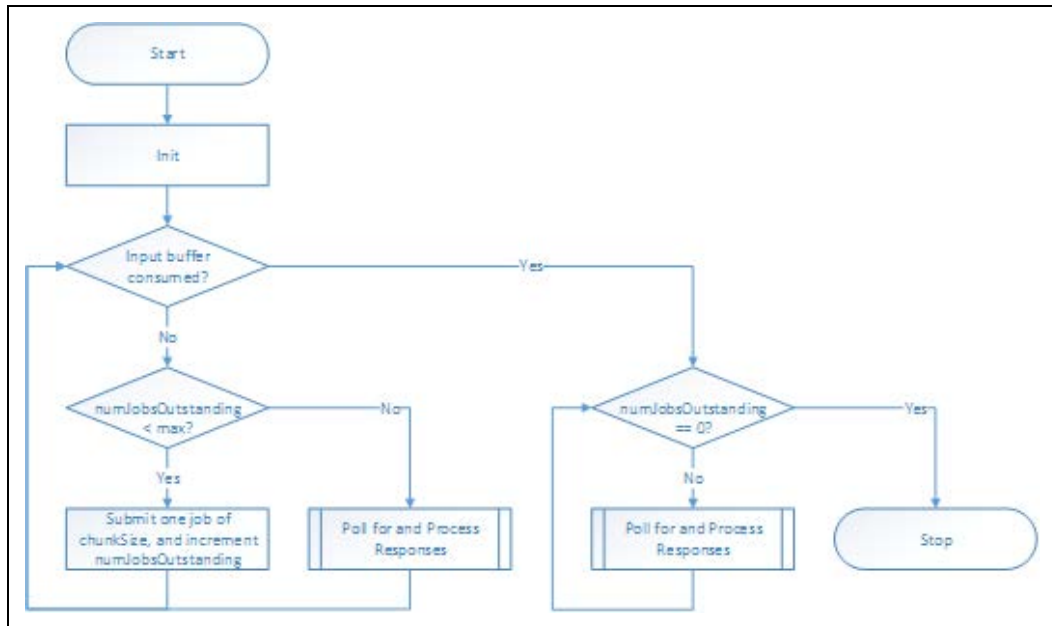 Start
Init
Input buffer
consumed?
Yes
No
numJobsOutstanding
< max?
No
numJobsOutstanding
== 0?
Yes
Yes
No
Submit one job of
chunkSize, and increment
numJobsOutstanding
Poll for and Process
Responses
Poll for and Process
Responses
Stop